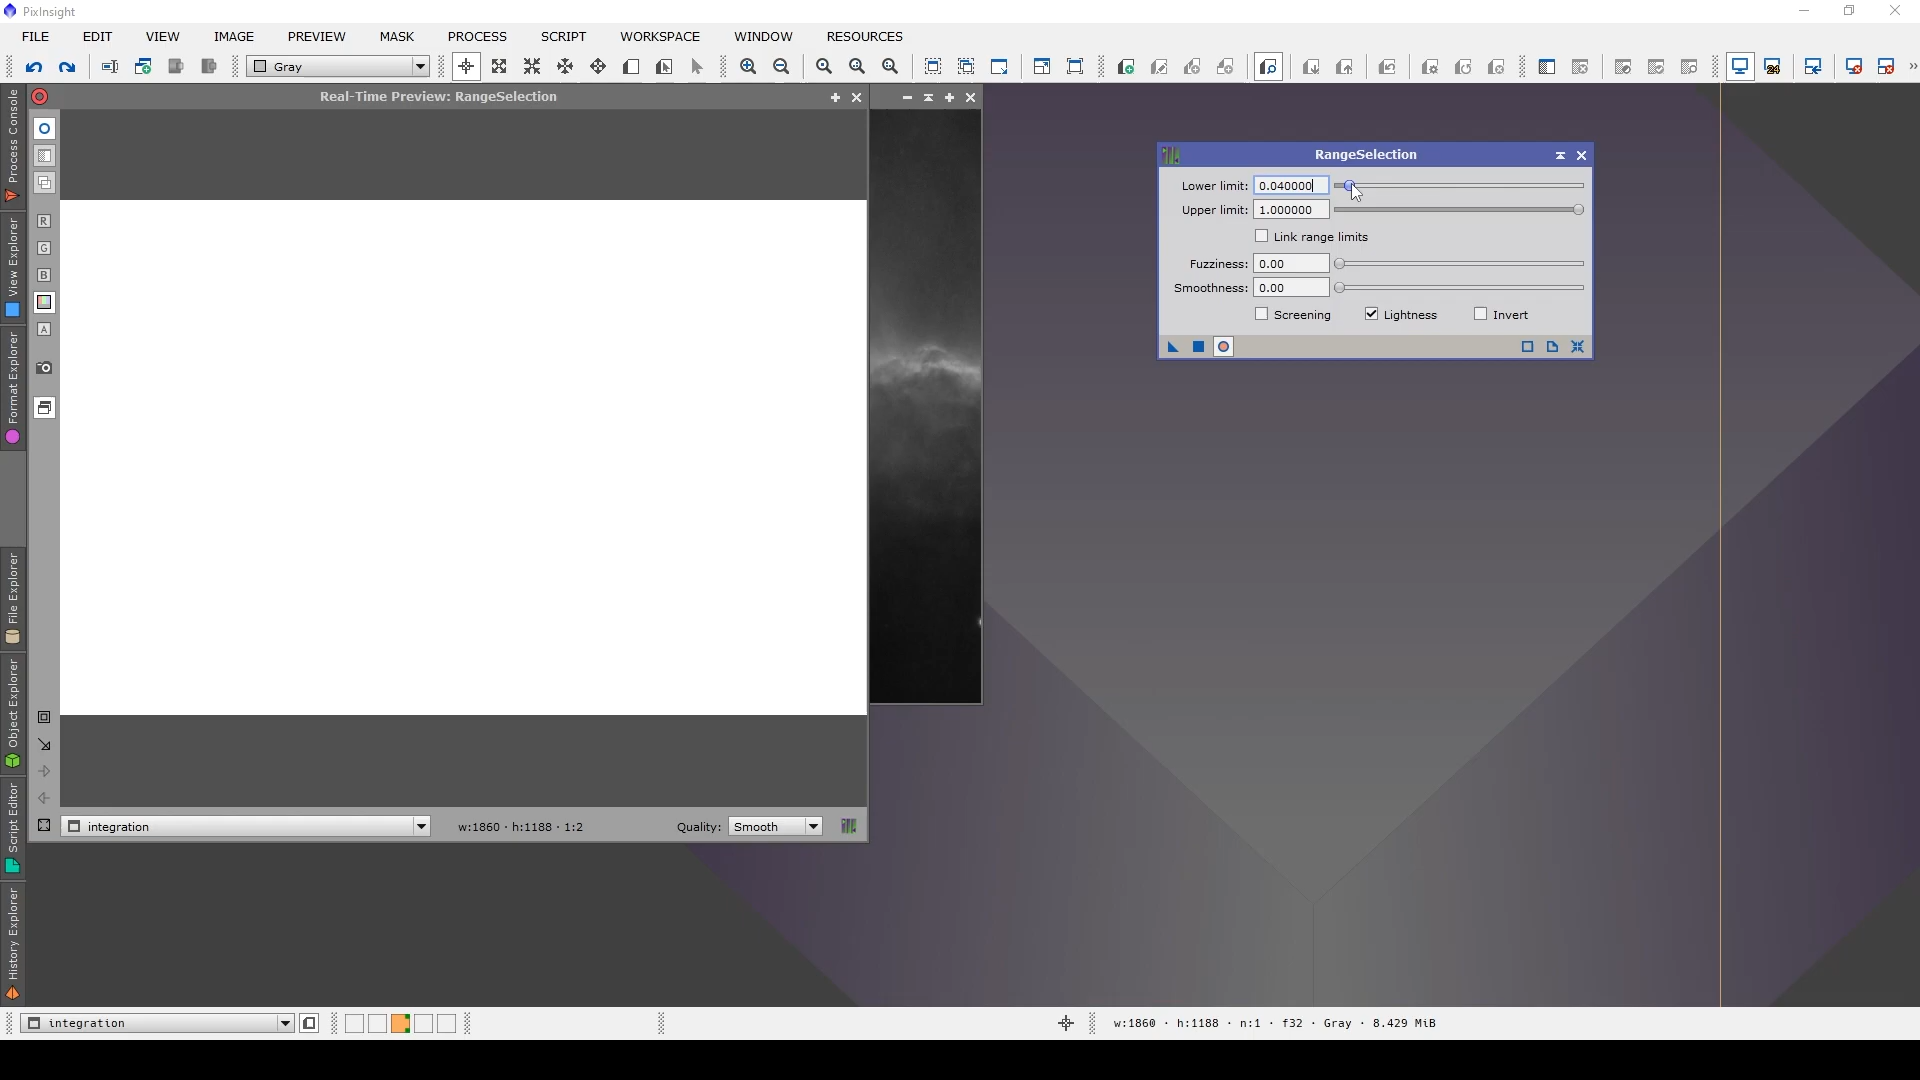 PixInsight
FILE EDIT VIEW IMAGE PREVIEW MASK PROCESS SCRIPT WORKSPACE WINDOW RESOURCES
Gray
24
Process Console
View Explorer
Format Explorer
File Explorer
Object Explorer
Script Editor
History Explorer
Real-Time Preview: RangeSelection
R
G
B
A
integration
w:1860 · h:1188 · 1:2
Quality: Smooth
RangeSelection
Lower limit: 0.040000
Upper limit: 1.000000
Link range limits
Fuzziness: 0.00
Smoothness: 0.00
Screening Lightness Invert
integration
w:1860 · h:1188 · n:1 · f32 · Gray · 8.429 MiB